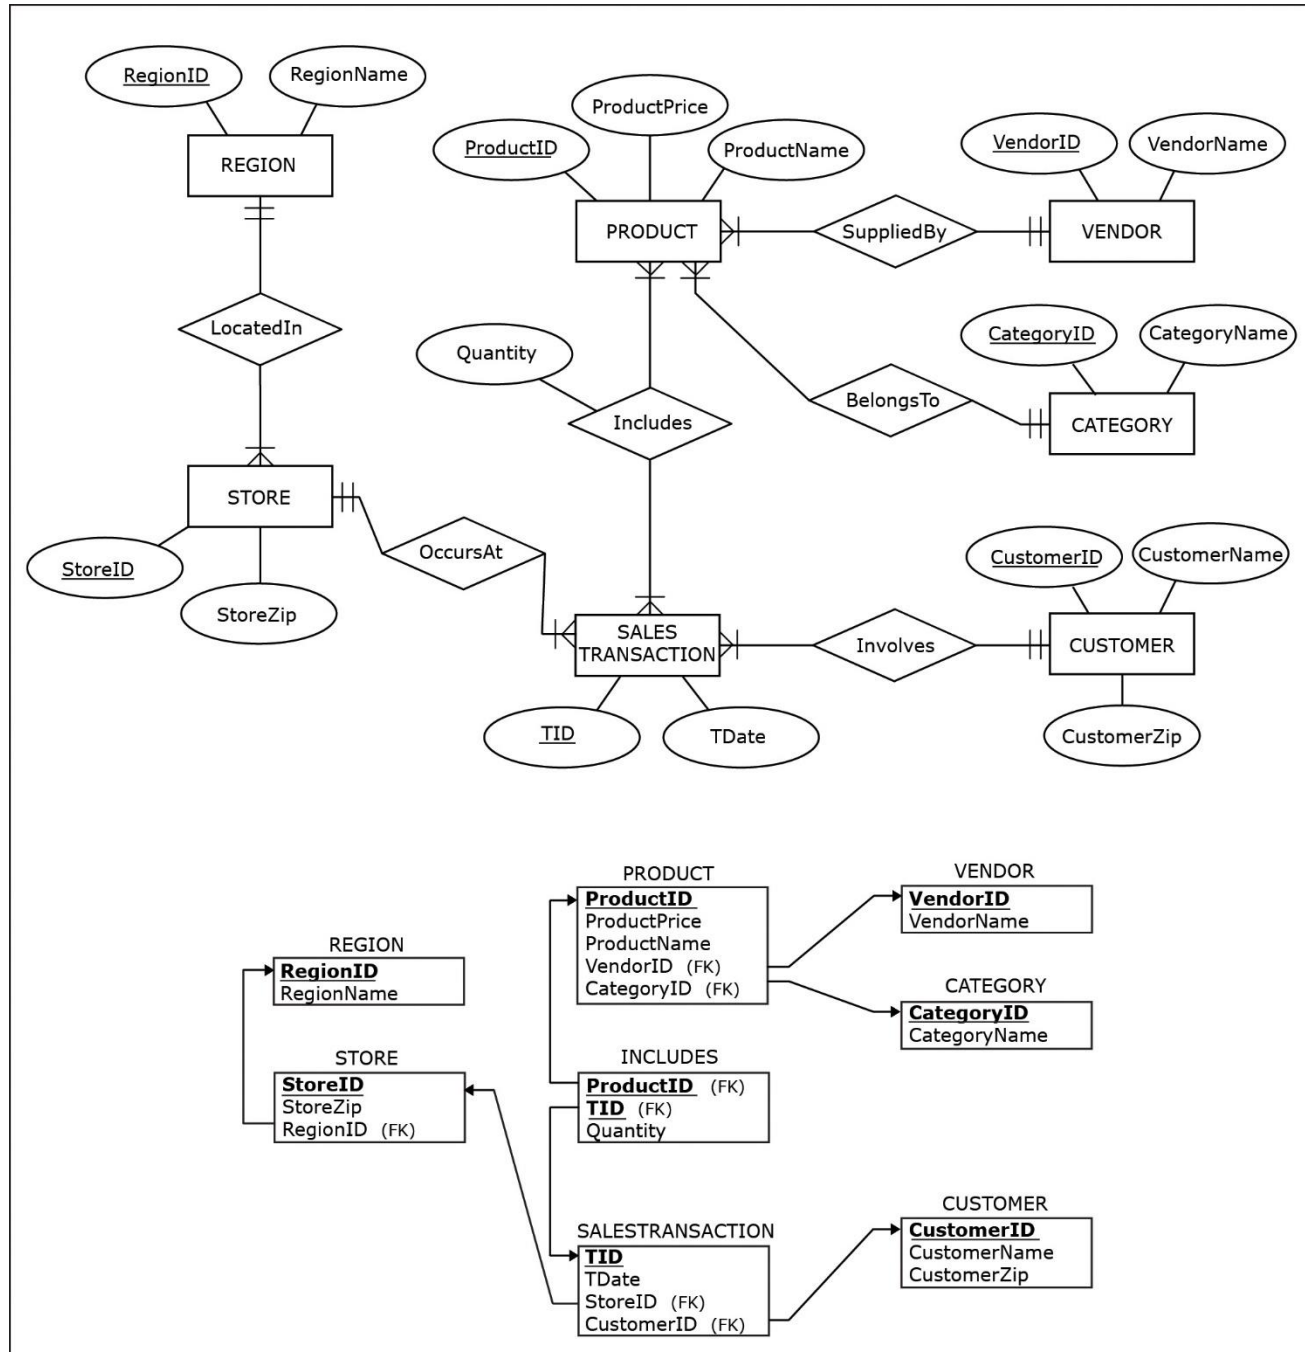 RegionID
RegionName
REGION
ProductPrice
ProductID
ProductName
PRODUCT
SuppliedBy
VendorID
VendorName
VENDOR
LocatedIn
Quantity
Includes
BelongsTo
CategoryID
CategoryName
CATEGORY
STORE
StoreID
StoreZip
OccursAt
SALES
TRANSACTION
TID
TDate
Involves
CustomerID
CustomerName
CUSTOMER
CustomerZip
REGION
RegionID
RegionName
STORE
StoreID
StoreZip
RegionID (FK)
PRODUCT
ProductID
ProductPrice
ProductName
VendorID (FK)
CategoryID (FK)
INCLUDES
ProductID (FK)
TID (FK)
Quantity
SALESTRANSACTION
TID
TDate
StoreID (FK)
CustomerID (FK)
VENDOR
VendorID
VendorName
CATEGORY
CategoryID
CategoryName
CUSTOMER
CustomerID
CustomerName
CustomerZip